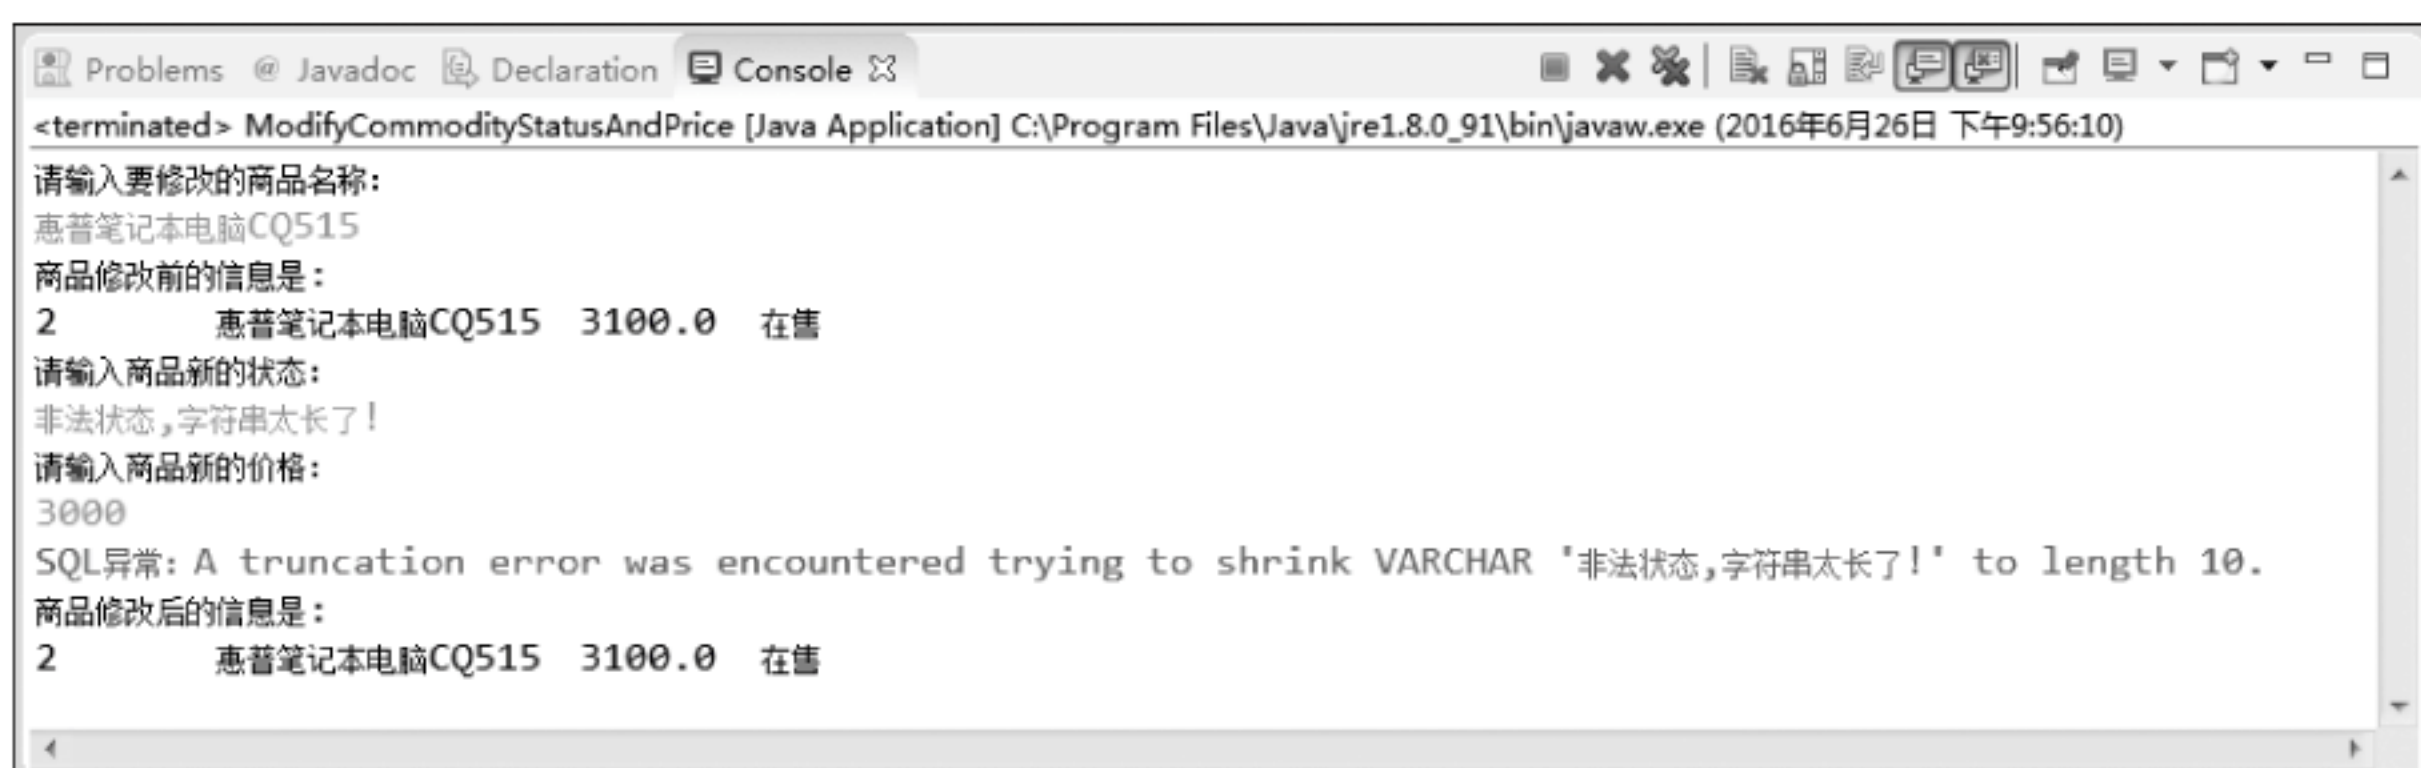 Problems @ Javadoc Declaration Console
<terminated> ModifyCommodityStatusAndPrice [Java Application] C:\Program Files\Java\jre1.8.0_91\bin\javaw.exe (2016年6月26日 下午9:56:10)
请输入要修改的商品名称:
惠普笔记本电脑CQ515
商品修改前的信息是:
2 惠普笔记本电脑CQ515 3100.0 在售
请输入商品新的状态:
非法状态,字符串太长了!
请输入商品新的价格:
3000
SQL异常: A truncation error was encountered trying to shrink VARCHAR '非法状态,字符串太长了!' to length 10.
商品修改后的信息是:
2 惠普笔记本电脑CQ515 3100.0 在售